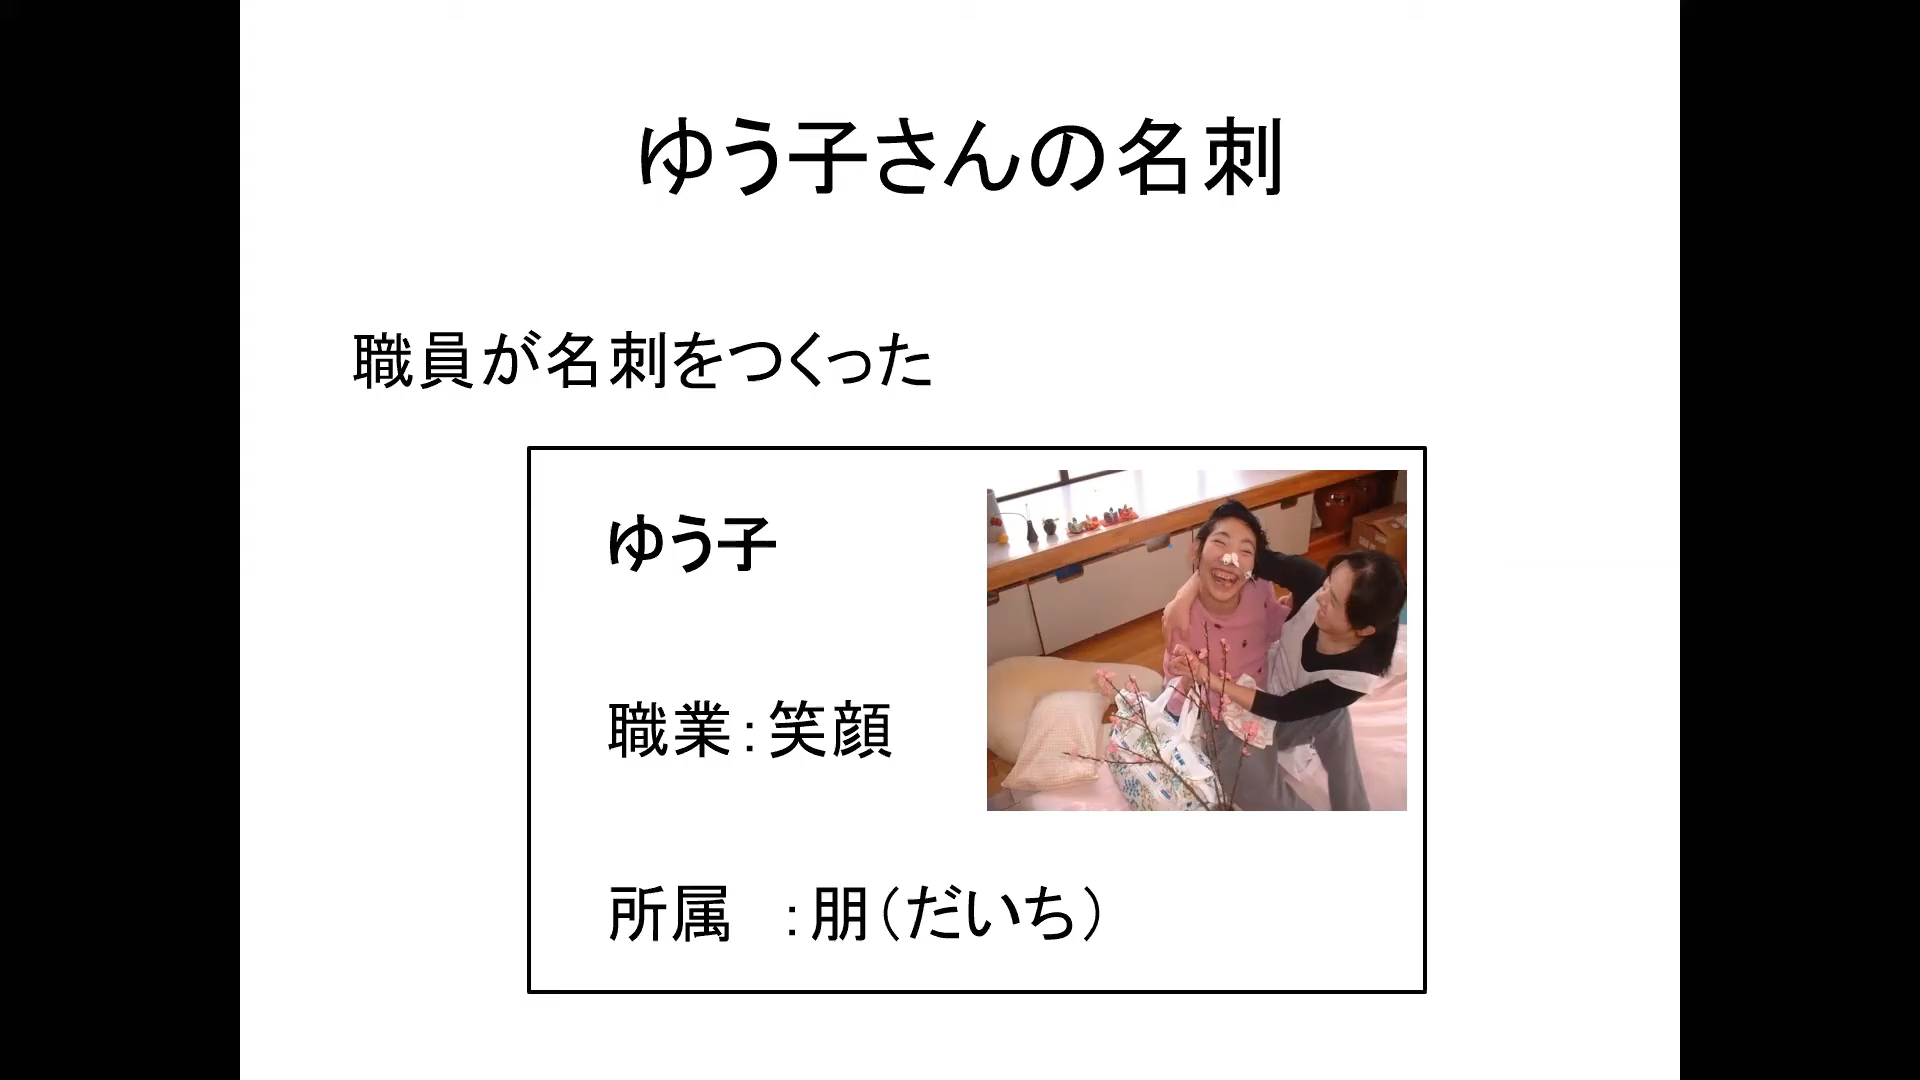 ゆう子さんの名刺
職員が名刺をつくった
ゆう子
職業：笑顔
所属　：朋（だいち）